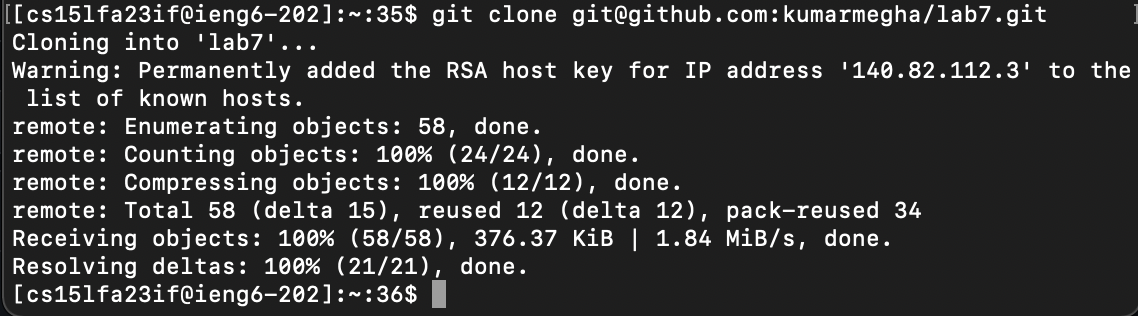 [[cs15lfa23if@ieng6-202]:~:35$ git clone git@github.com:kumarmegha/lab7.git
Cloning into 'lab7'...
Warning: Permanently added the RSA host key for IP address '140.82.112.3' to the
 list of known hosts.
remote: Enumerating objects: 58, done.
remote: Counting objects: 100% (24/24), done.
remote: Compressing objects: 100% (12/12), done.
remote: Total 58 (delta 15), reused 12 (delta 12), pack-reused 34
Receiving objects: 100% (58/58), 376.37 KiB | 1.84 MiB/s, done.
Resolving deltas: 100% (21/21), done.
[cs15lfa23if@ieng6-202]:~:36$